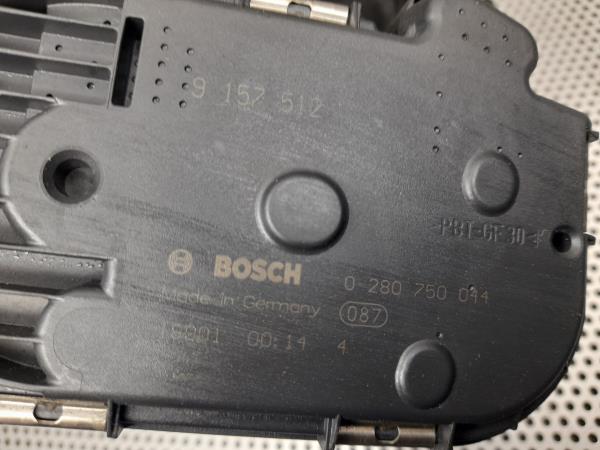 9 157 512
PBT-GF30
BOSCH 0 280 750 044
Made in Germany 087
00:14 4